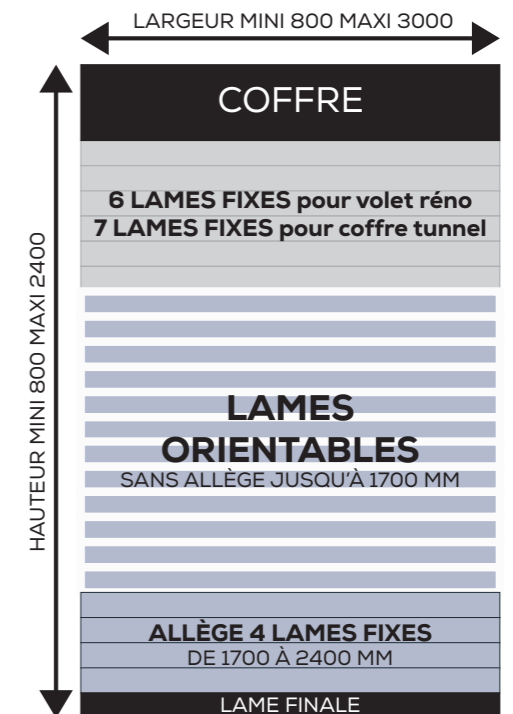 LARGEUR MINI 800 MAXI 3000
COFFRE
6 LAMES FIXES pour volet réno
7 LAMES FIXES pour coffre tunnel
HAUTEUR MINI 800 MAXI 2400
LAMES
ORIENTABLES
SANS ALLÈGE JUSQU'À 1700 MM
ALLÈGE 4 LAMES FIXES
DE 1700 À 2400 MM
LAME FINALE